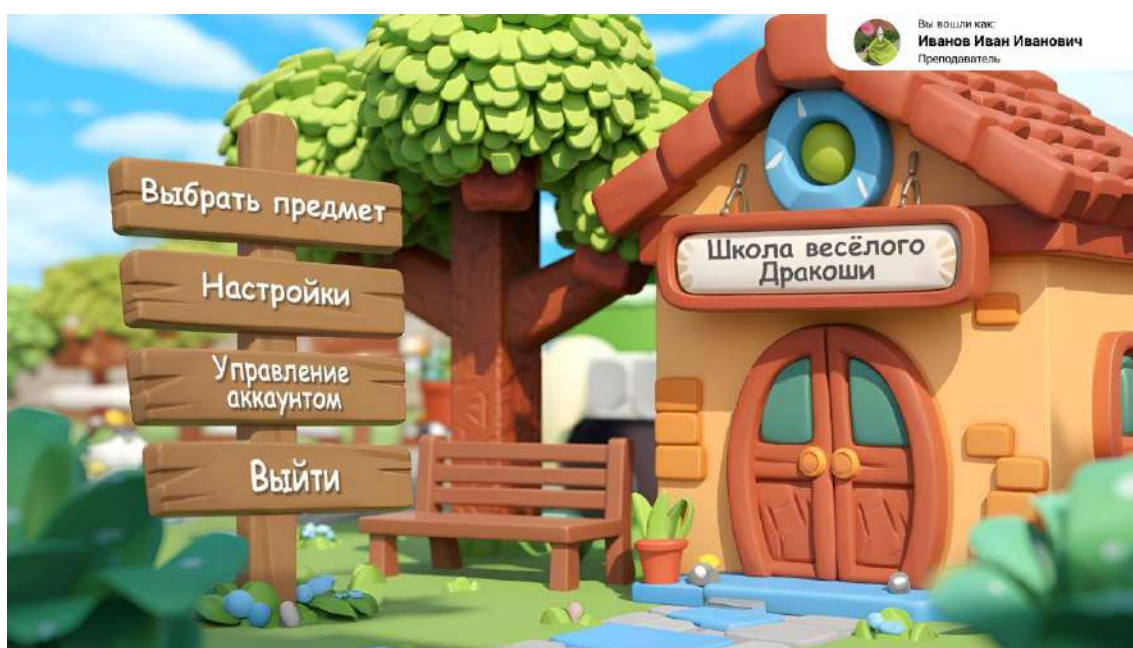 Вы вошли как:
Иванов Иван Иванович
Преподаватель
Выбрать предмет
Настройки
Управление
аккаунтом
Выйти
Школа весёлого
Дракоши